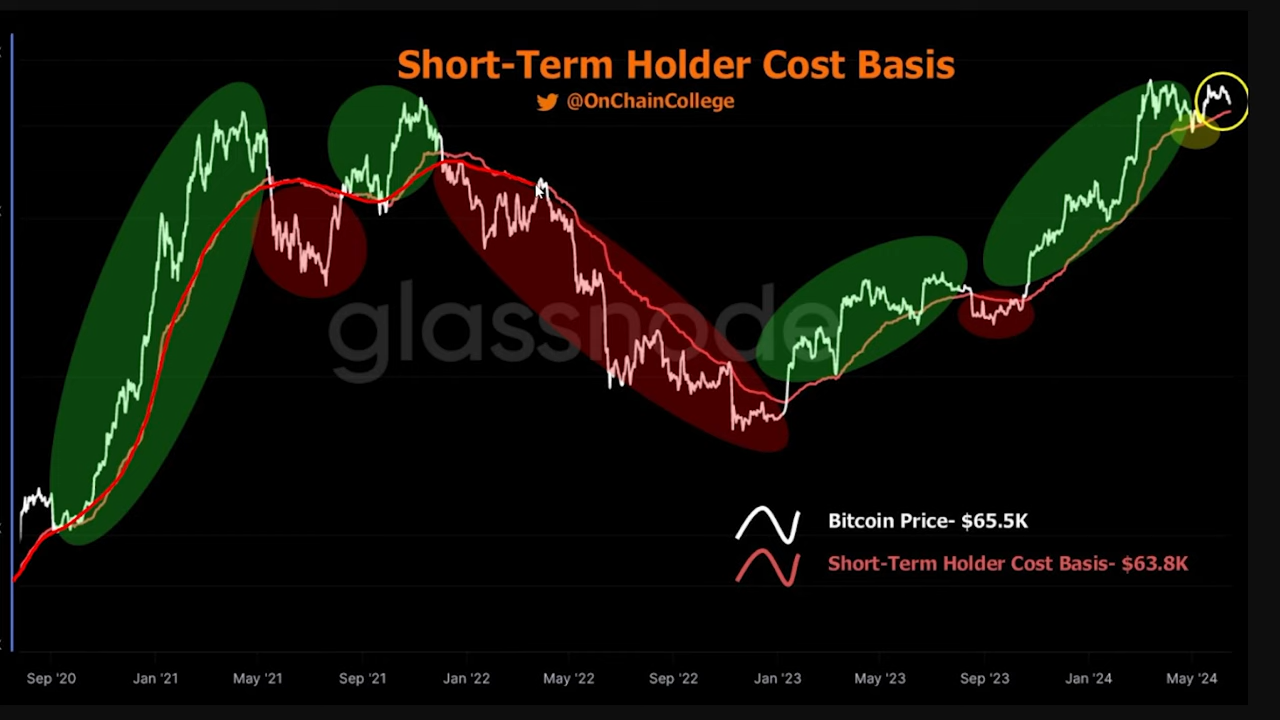 Short-Term Holder Cost Basis
@OnChainCollege
glassnode
Bitcoin Price- $65.5K
Short-Term Holder Cost Basis- $63.8K
Sep '20 Jan '21 May '21 Sep '21 Jan '22 May '22 Sep '22 Jan '23 May '23 Sep '23 Jan '24 May '24